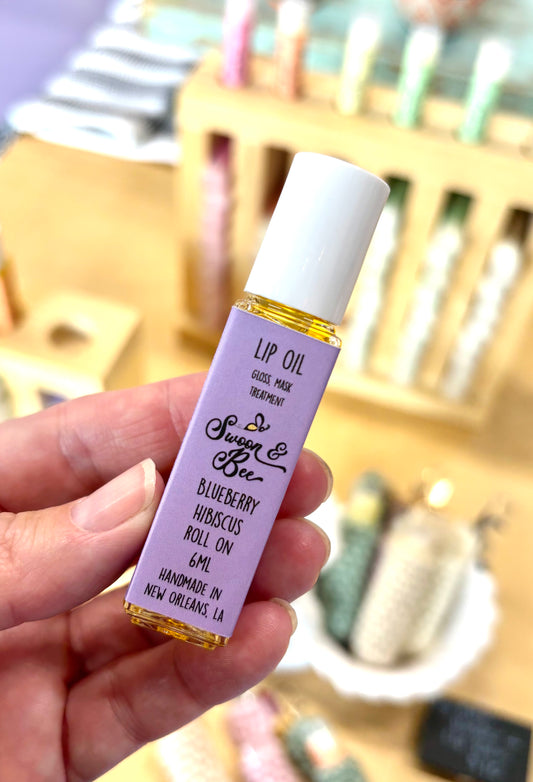 LIP OIL
GLOSS, MASK
TREATMENT
Swoon &
Bee
BLUEBERRY
HIBISCUS
ROLL ON
6ML
HANDMADE IN
NEW ORLEANS, LA